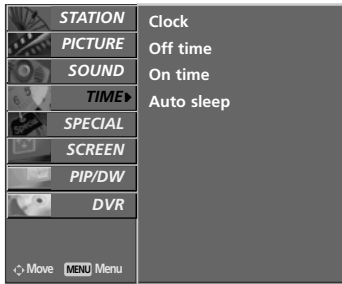 STATION
PICTURE
SOUND
TIME
SPECIAL
SCREEN
PIP/DW
DVR
Move MENU Menu
Clock
Off time
On time
Auto sleep